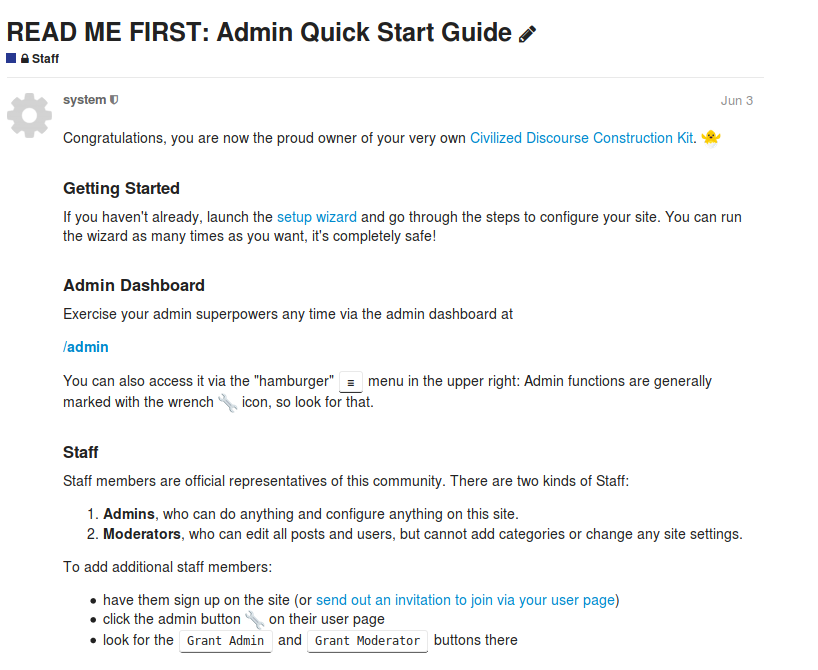 READ ME FIRST: Admin Quick Start Guide
Staff
system
Jun 3
Congratulations, you are now the proud owner of your very own Civilized Discourse Construction Kit.
Getting Started
If you haven't already, launch the setup wizard and go through the steps to configure your site. You can run
the wizard as many times as you want, it's completely safe!
Admin Dashboard
Exercise your admin superpowers any time via the admin dashboard at
/admin
You can also access it via the "hamburger" ≡ menu in the upper right: Admin functions are generally
marked with the wrench icon, so look for that.
Staff
Staff members are official representatives of this community. There are two kinds of Staff:
1. Admins, who can do anything and configure anything on this site.
2. Moderators, who can edit all posts and users, but cannot add categories or change any site settings.
To add additional staff members:
• have them sign up on the site (or send out an invitation to join via your user page)
• click the admin button on their user page
• look for the Grant Admin and Grant Moderator buttons there